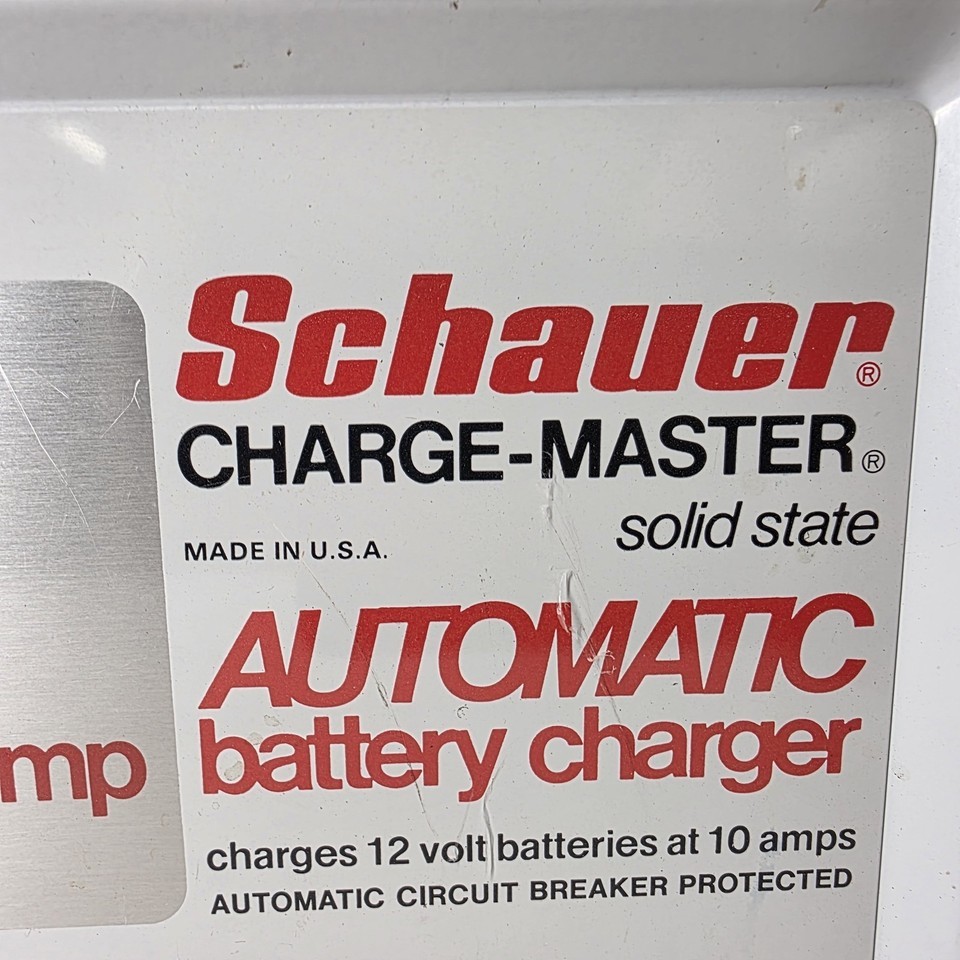 Schauer®
CHARGE-MASTER®
solid state
MADE IN U.S.A.
AUTOMATIC
battery charger
mp
charges 12 volt batteries at 10 amps
AUTOMATIC CIRCUIT BREAKER PROTECTED